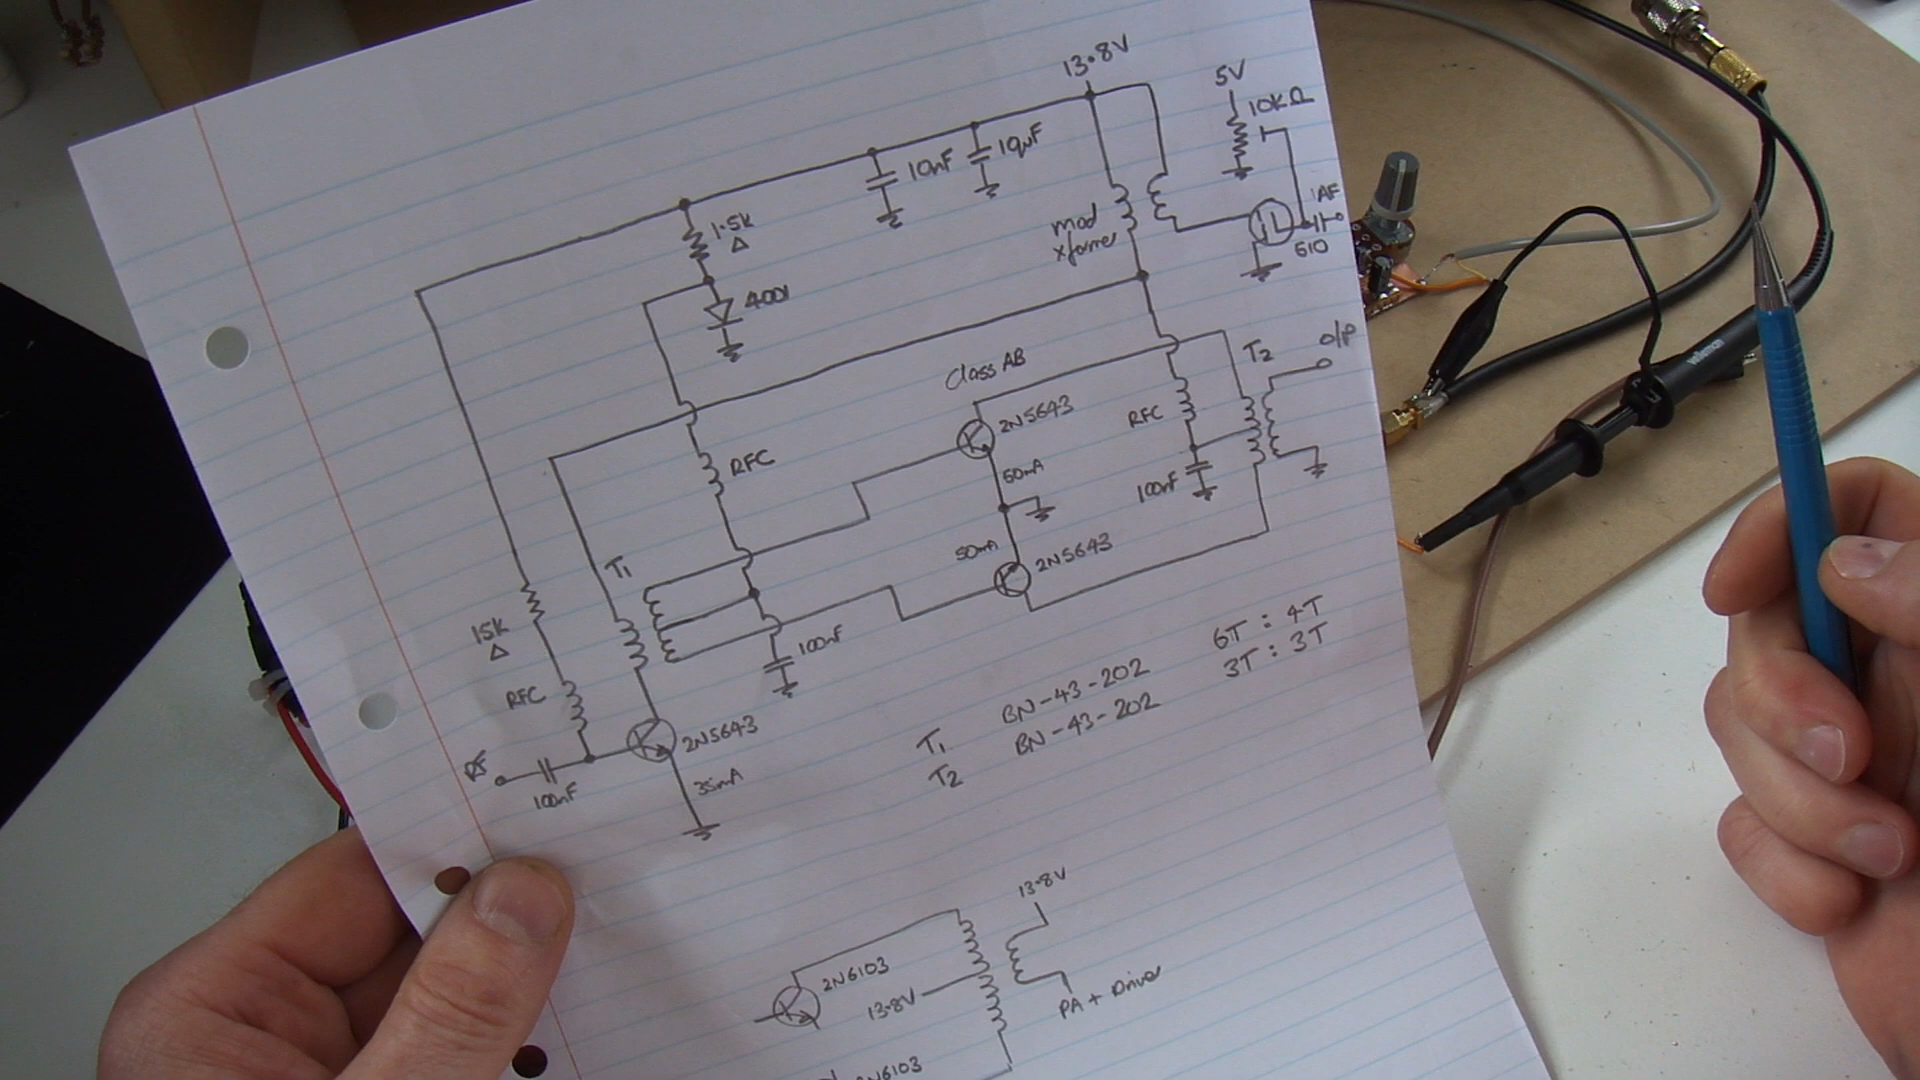 13.8V
5V
10KΩ
10nF
10µF
1.5k
Δ
mod
xformer
AF
610
4001
Class AB
T2
O/P
2N5643
RFC
RFC
50mA
100nF
50mA
2N5643
T1
15k
Δ
100nF
RFC
2N5643
RF
100nF
35mA
T1 BN-43-202 6T : 4T
T2 BN-43-202 3T : 3T
13.8V
2N6103
13.8V
PA + Driver
2N6103
velleman